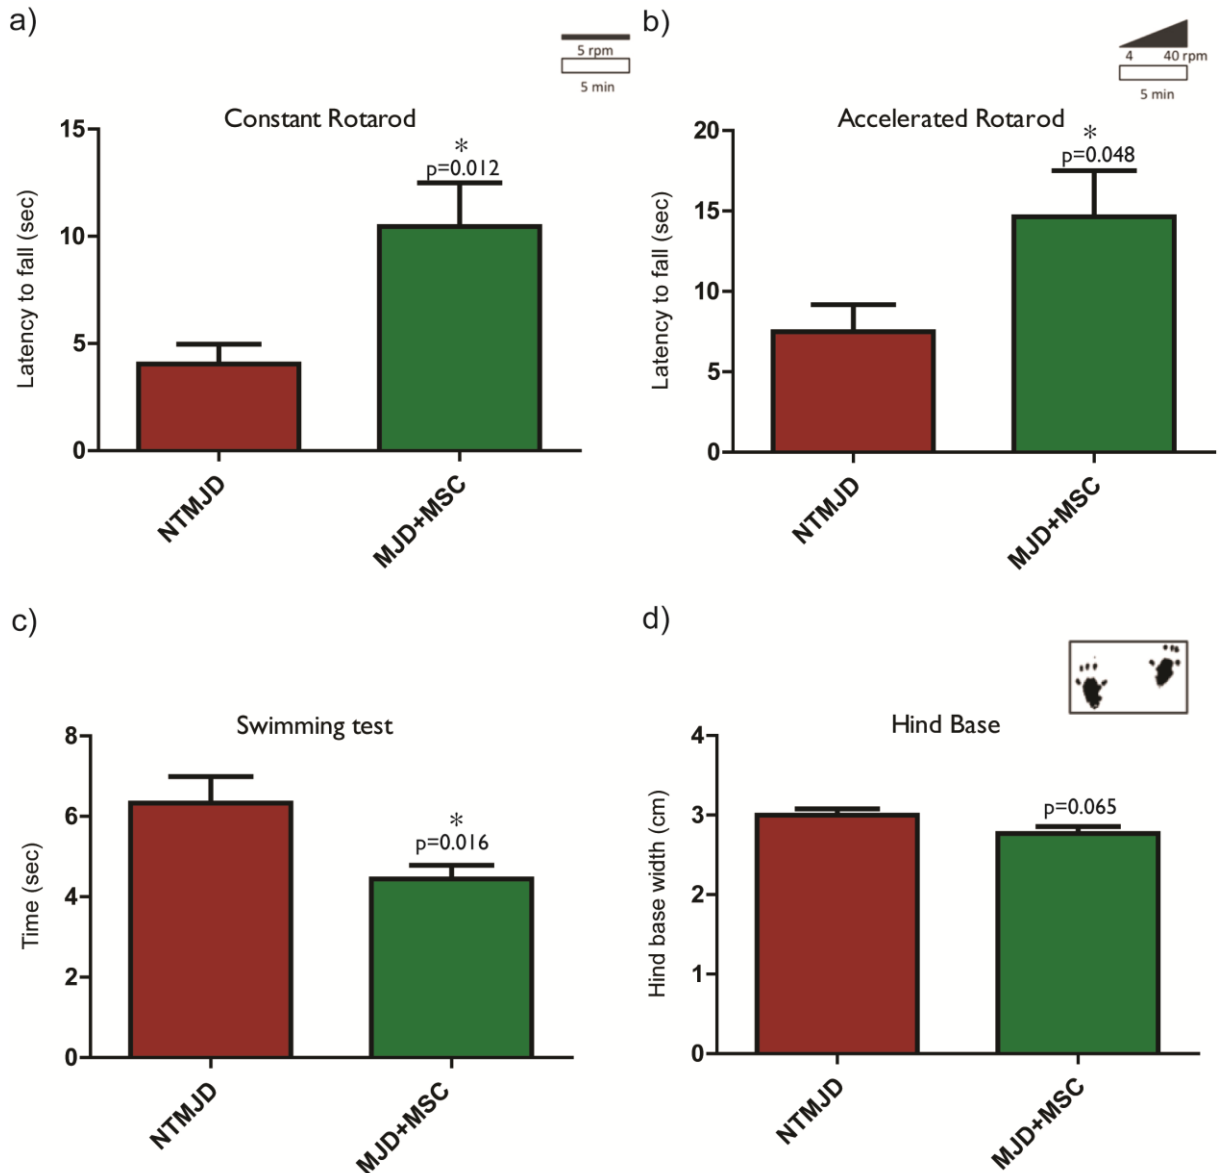 a)
5 rpm
5 min
Constant Rotarod
15
10
5
0
Latency to fall (sec)
*
p=0.012
NTMJD
MJD+MSC
b)
4 40 rpm
5 min
Accelerated Rotarod
20
15
10
5
0
Latency to fall (sec)
*
p=0.048
NTMJD
MJD+MSC
c)
Swimming test
8
6
4
2
0
Time (sec)
*
p=0.016
NTMJD
MJD+MSC
d)
Hind Base
4
3
2
1
0
Hind base width (cm)
p=0.065
NTMJD
MJD+MSC